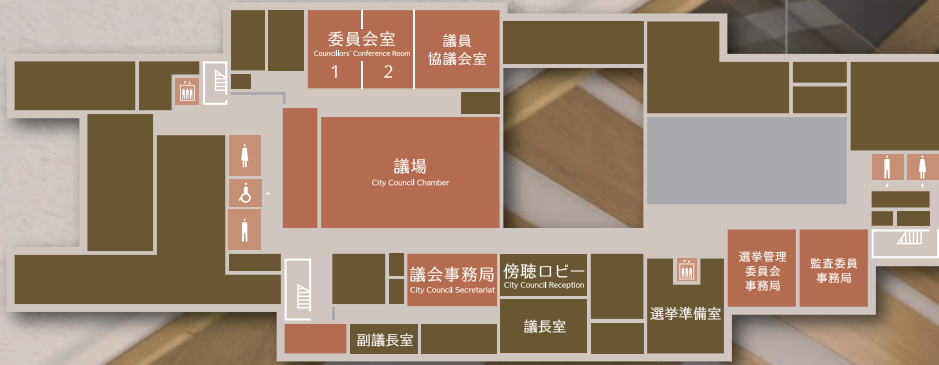 委員会室
Councillors' Conference Room
1
2
議員
協議会室
議場
City Council Chamber
議会事務局
City Council Secretariat
傍聴ロビー
City Council Reception
選挙管理
委員会
事務局
監査委員
事務局
副議長室
議長室
選挙準備室